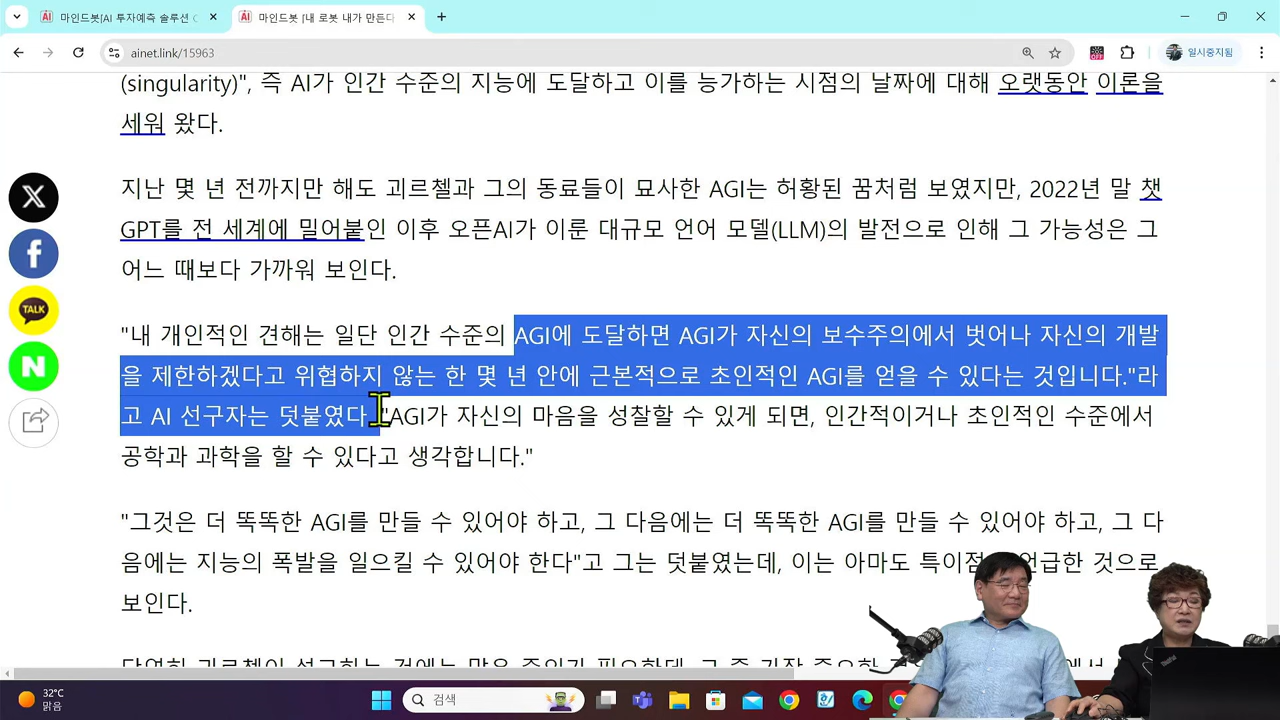 마인드봇[AI 투자예측 솔루션 C
마인드봇 [내 로봇 내가 만든다
ainet.link/15963
OFF
일시중지됨
(singularity)", 즉 AI가 인간 수준의 지능에 도달하고 이를 능가하는 시점의 날짜에 대해 오랫동안 이론을
세워 왔다.
지난 몇 년 전까지만 해도 괴르첼과 그의 동료들이 묘사한 AGI는 허황된 꿈처럼 보였지만, 2022년 말 챗
GPT를 전 세계에 밀어붙인 이후 오픈AI가 이룬 대규모 언어 모델(LLM)의 발전으로 인해 그 가능성은 그
어느 때보다 가까워 보인다.
"내 개인적인 견해는 일단 인간 수준의 AGI에 도달하면 AGI가 자신의 보수주의에서 벗어나 자신의 개발
을 제한하겠다고 위협하지 않는 한 몇 년 안에 근본적으로 초인적인 AGI를 얻을 수 있다는 것입니다."라
고 AI 선구자는 덧붙였다. "AGI가 자신의 마음을 성찰할 수 있게 되면, 인간적이거나 초인적인 수준에서
공학과 과학을 할 수 있다고 생각합니다."
"그것은 더 똑똑한 AGI를 만들 수 있어야 하고, 그 다음에는 더 똑똑한 AGI를 만들 수 있어야 하고, 그 다
음에는 지능의 폭발을 일으킬 수 있어야 한다"고 그는 덧붙였는데, 이는 아마도 특이점 언급한 것으로
보인다.
TALK
N
32°C
맑음
검색
ThinkPad